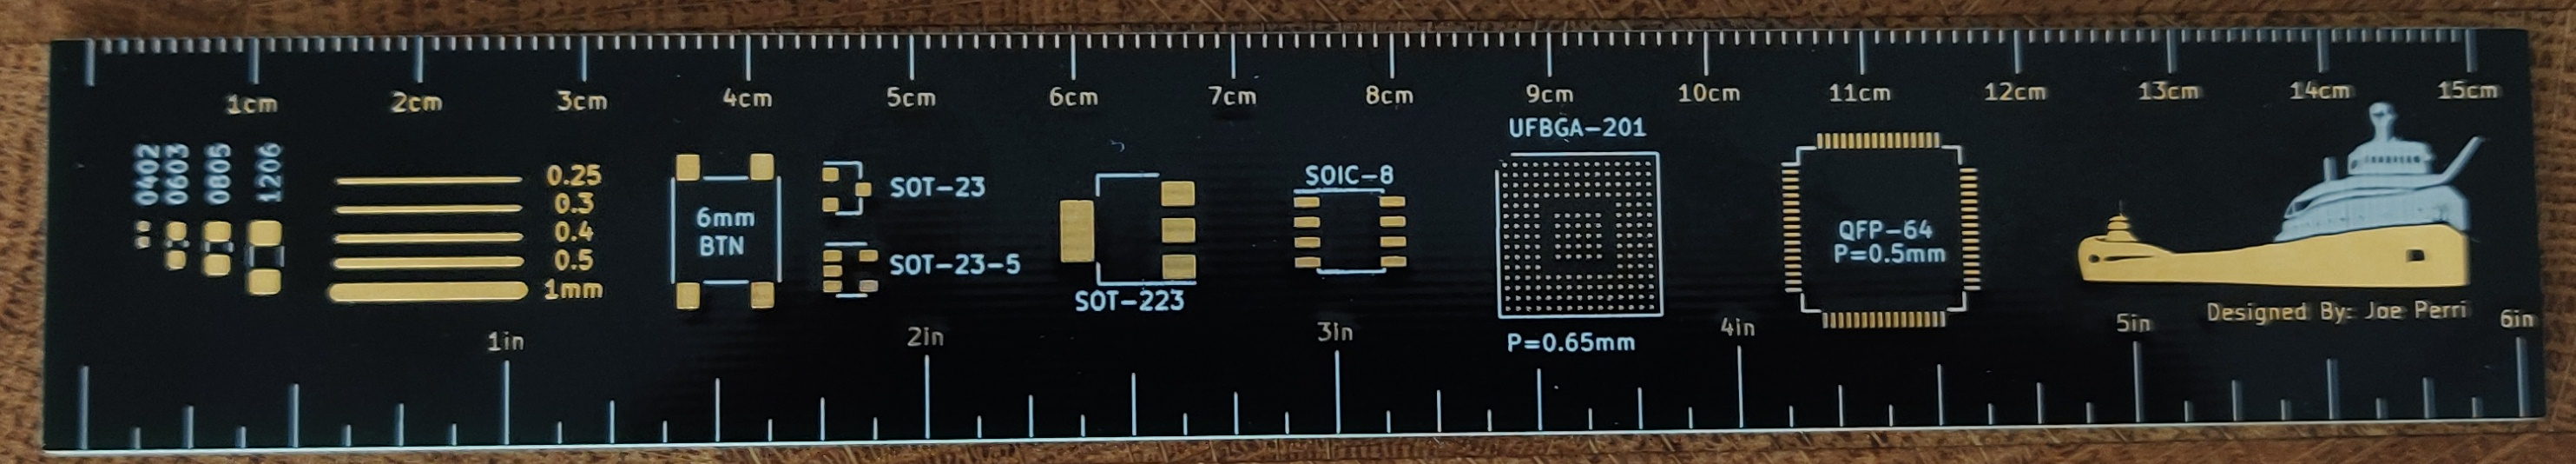 1cm 2cm 3cm 4cm 5cm 6cm 7cm 8cm 9cm 10cm 11cm 12cm 13cm 14cm 15cm
0402
0603
0805
1206
0.25
0.3
0.4
0.5
1mm
6mm
BTN
SOT-23
SOT-23-5
SOT-223
SOIC-8
UFBGA-201
P=0.65mm
QFP-64
P=0.5mm
Designed By: Joe Perri
1in 2in 3in 4in 5in 6in